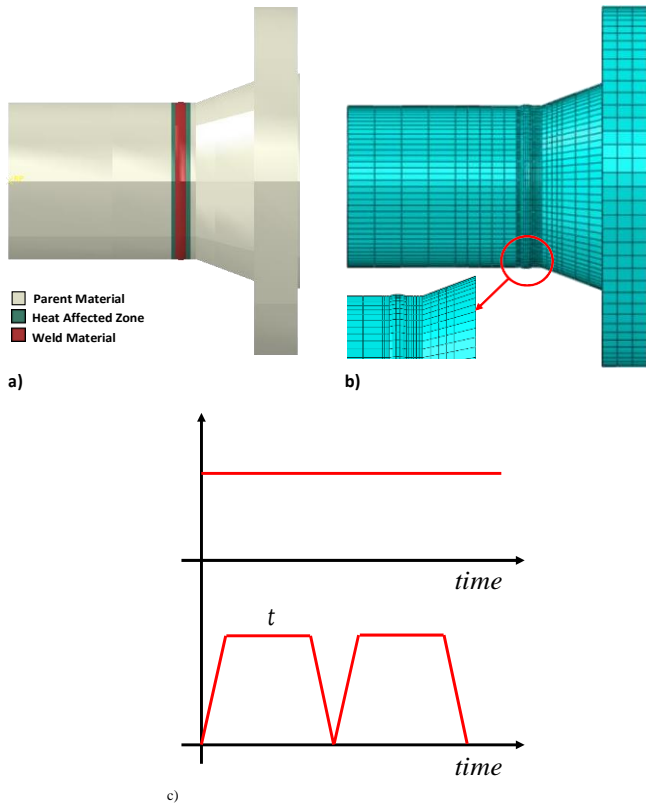 Parent Material
Heat Affected Zone
Weld Material
a)
b)
time
t
time
c)